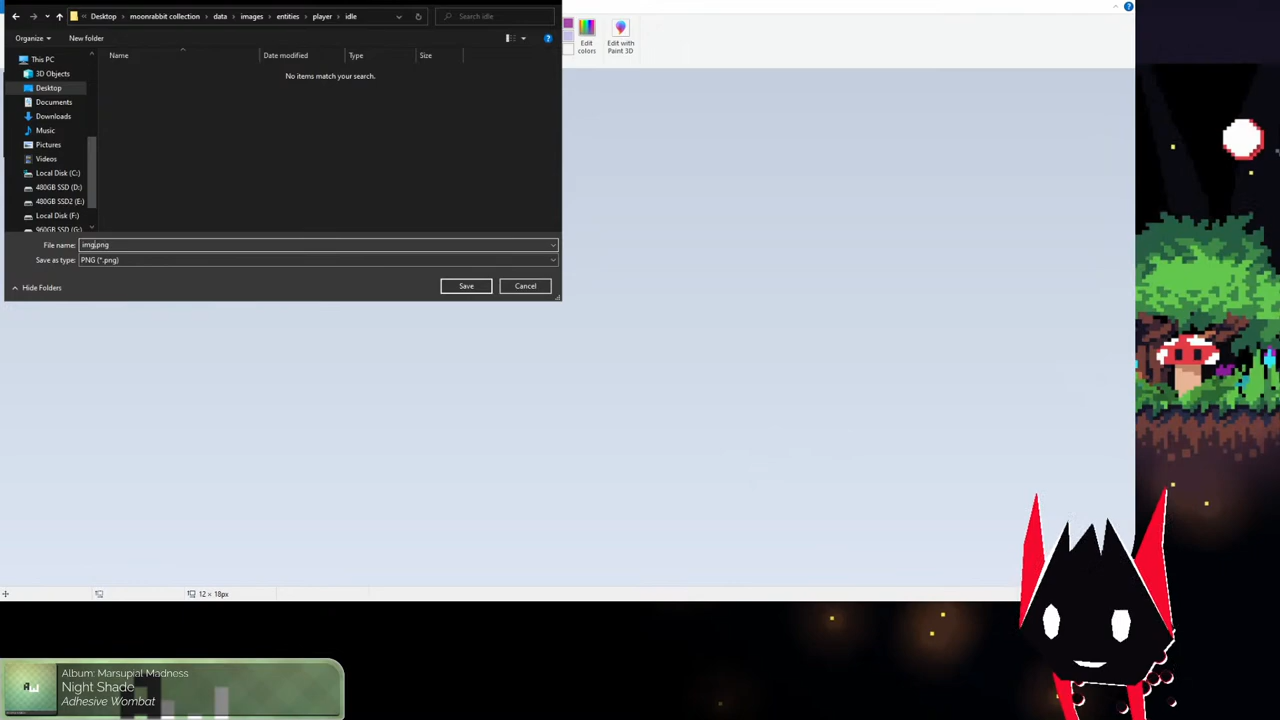 Desktop > moonrabbit collection > data > images > entities > player > idle
Search idle
Organize
New folder
Edit colors
Edit with Paint 3D
Name
Date modified
Type
Size
No items match your search.
This PC
3D Objects
Desktop
Documents
Downloads
Music
Pictures
Videos
Local Disk (C:)
480GB SSD (D:)
480GB SSD2 (E:)
Local Disk (F:)
960GB SSD (G:)
File name: img.png
Save as type: PNG (*.png)
Hide Folders
Save
Cancel
12 × 18px
Album: Marsupial Madness
Night Shade
Adhesive Wombat